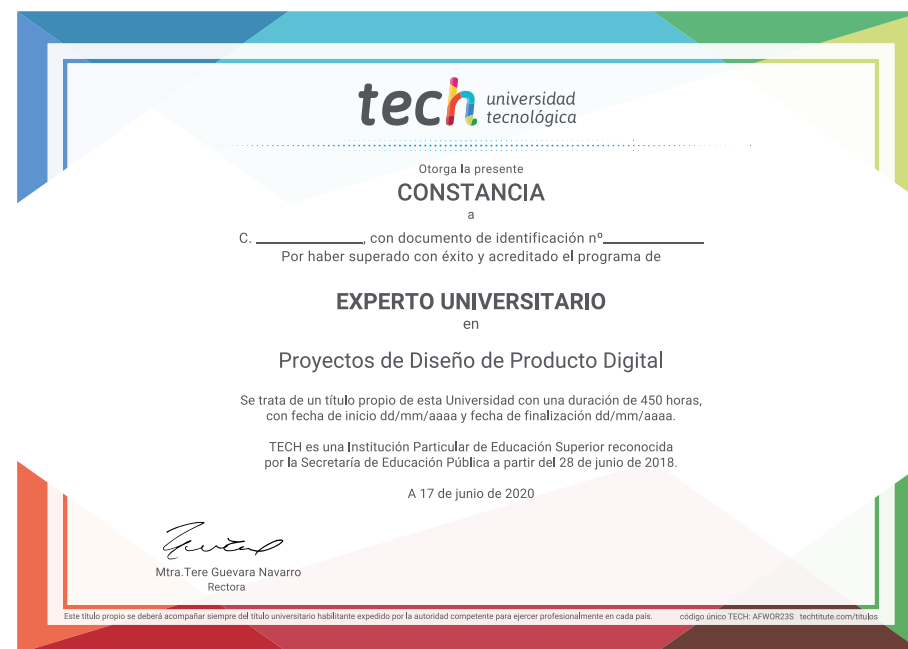 tech universidad
tecnológica
Otorga la presente
CONSTANCIA
a
C. ______________, con documento de identificación nº_____________
Por haber superado con éxito y acreditado el programa de
EXPERTO UNIVERSITARIO
en
Proyectos de Diseño de Producto Digital
Se trata de un título propio de esta Universidad con una duración de 450 horas,
con fecha de inicio dd/mm/aaaa y fecha de finalización dd/mm/aaaa.
TECH es una Institución Particular de Educación Superior reconocida
por la Secretaría de Educación Pública a partir del 28 de junio de 2018.
A 17 de junio de 2020
Mtra.Tere Guevara Navarro
Rectora
Este título propio se deberá acompañar siempre del título universitario habilitante expedido por la autoridad competente para ejercer profesionalmente en cada país. código único TECH: AFWOR23S techtitute.com/titulos